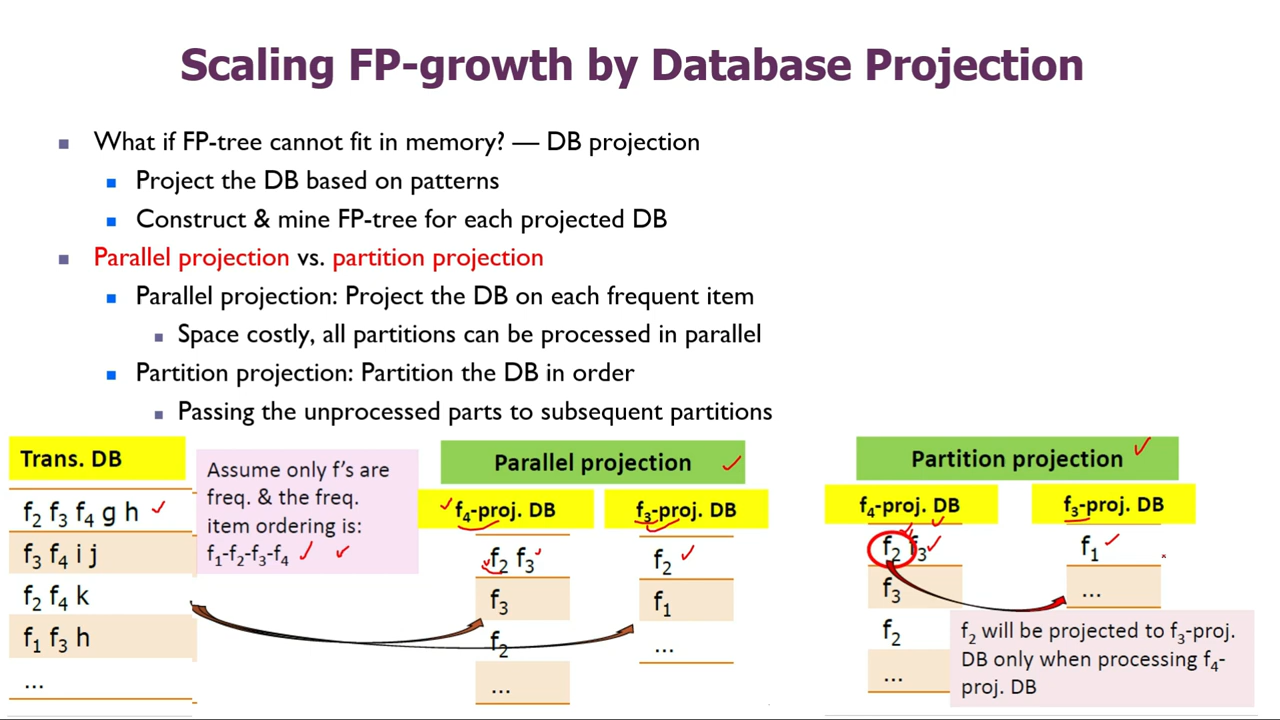 Scaling FP-growth by Database Projection
What if FP-tree cannot fit in memory? — DB projection
Project the DB based on patterns
Construct & mine FP-tree for each projected DB
Parallel projection vs. partition projection
Parallel projection: Project the DB on each frequent item
Space costly, all partitions can be processed in parallel
Partition projection: Partition the DB in order
Passing the unprocessed parts to subsequent partitions
Trans. DB
f2 f3 f4 g h
f3 f4 i j
f2 f4 k
f1 f3 h
...
Assume only f's are
freq. & the freq.
item ordering is:
f1-f2-f3-f4
Parallel projection
f4-proj. DB
f2 f3
f3
f2
...
f3-proj. DB
f2
f1
...
Partition projection
f4-proj. DB
f2 f3
f3
f2
...
f3-proj. DB
f1
...
f2 will be projected to f3-proj.
DB only when processing f4-
proj. DB